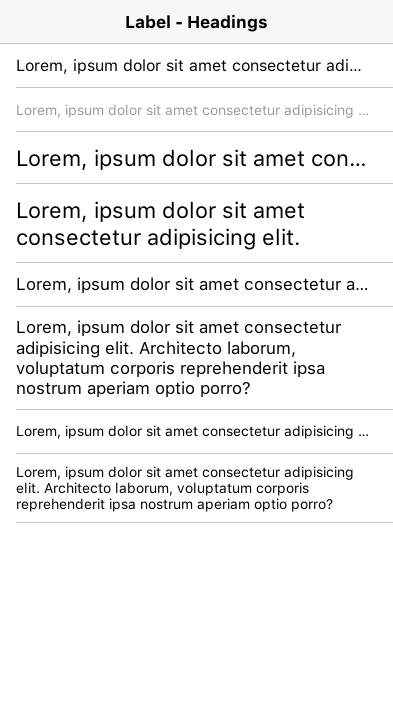 Label - Headings
Lorem, ipsum dolor sit amet consectetur adi...
Lorem, ipsum dolor sit amet consectetur adipisicing ...
Lorem, ipsum dolor sit amet con...
Lorem, ipsum dolor sit amet
consectetur adipisicing elit.
Lorem, ipsum dolor sit amet consectetur a...
Lorem, ipsum dolor sit amet consectetur
adipisicing elit. Architecto laborum,
voluptatum corporis reprehenderit ipsa
nostrum aperiam optio porro?
Lorem, ipsum dolor sit amet consectetur adipisicing ...
Lorem, ipsum dolor sit amet consectetur adipisicing
elit. Architecto laborum, voluptatum corporis
reprehenderit ipsa nostrum aperiam optio porro?